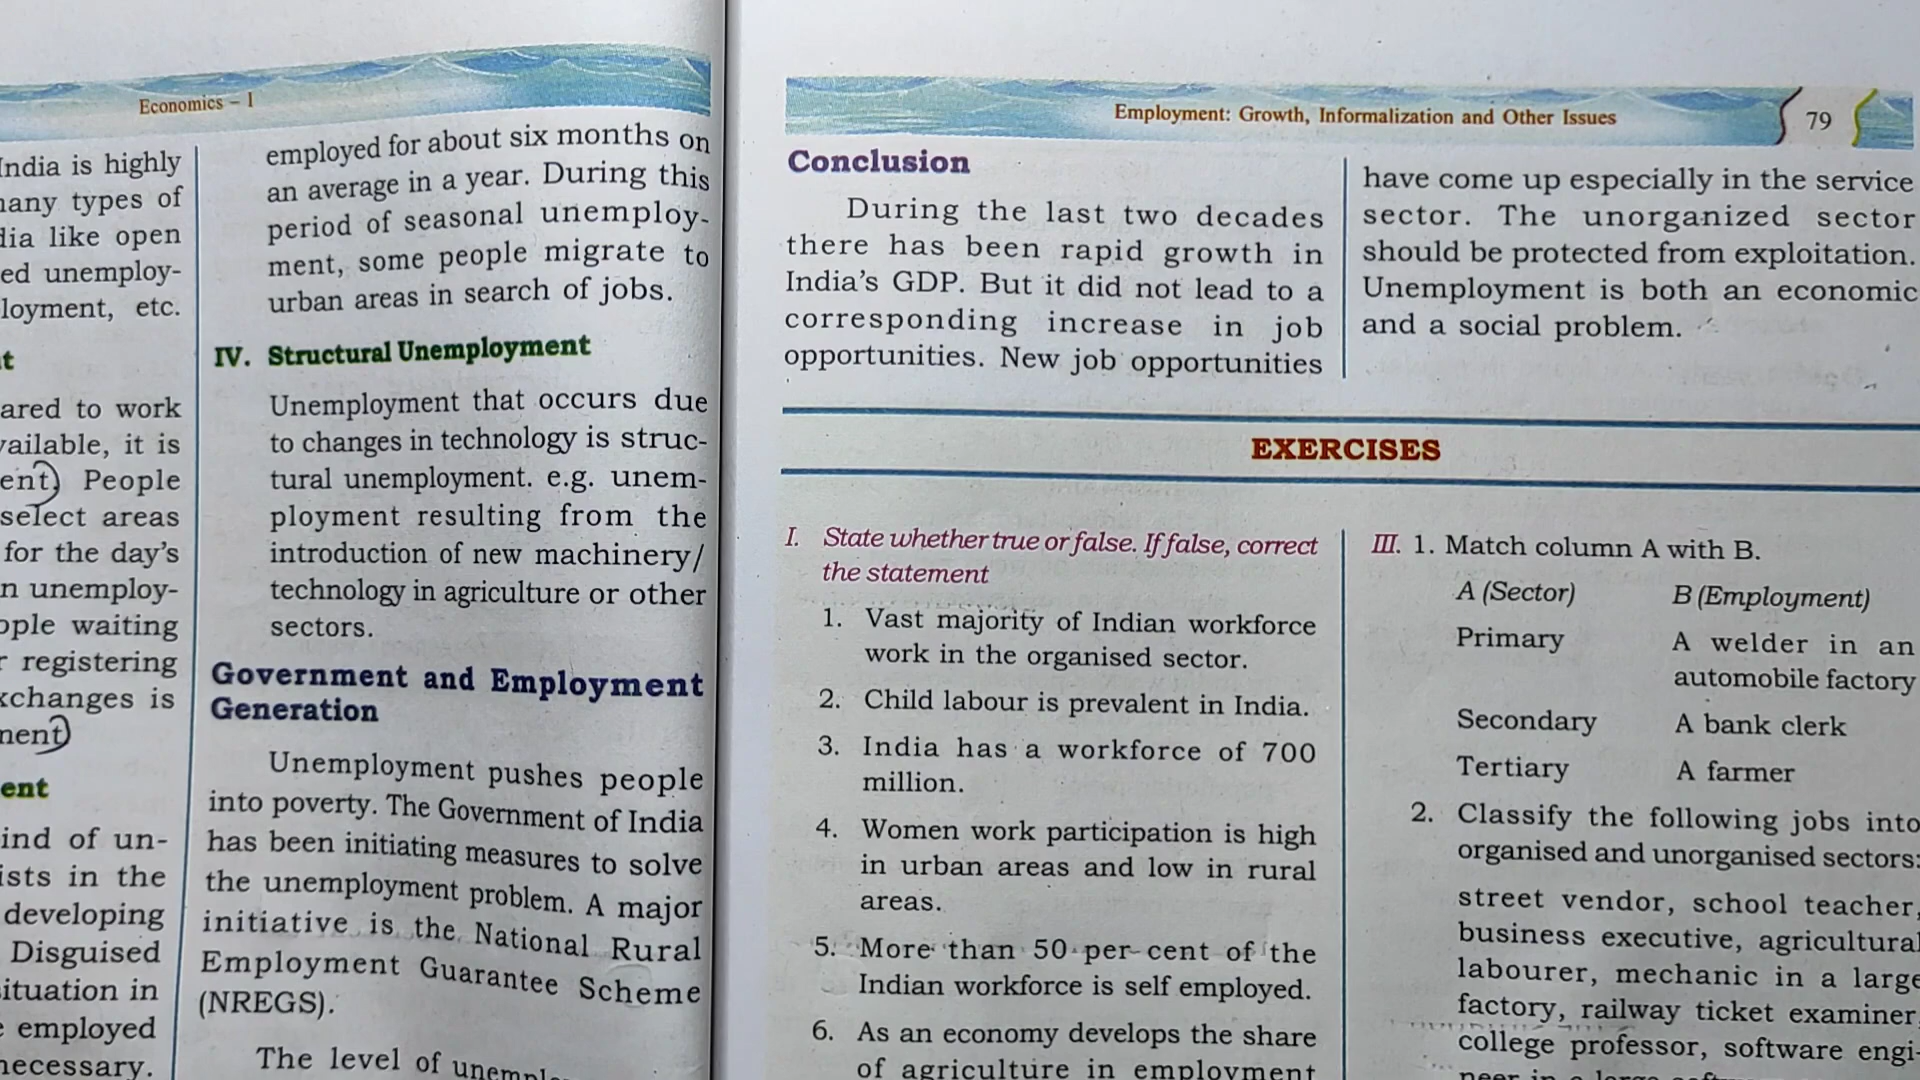 Economics – 1
India is highly
many types of
like open
ed unemploy-
loyment, etc.
ared to work
available, it is
ent) People
select areas
for the day's
n unemploy-
ople waiting
registering
xchanges is
ment)
ent
ind of un-
ists in the
developing
Disguised
situation in
employed
necessary.
employed for about six months on
an average in a year. During this
period of seasonal unemploy-
ment, some people migrate to
urban areas in search of jobs.
IV. Structural Unemployment
Unemployment that occurs due
to changes in technology is struc-
tural unemployment. e.g. unem-
ployment resulting from the
introduction of new machinery/
technology in agriculture or other
sectors.
Government and Employment
Generation
Unemployment pushes people
into poverty. The Government of India
has been initiating measures to solve
the unemployment problem. A major
initiative is the National Rural
Employment Guarantee Scheme
(NREGS).
The level of
Employment: Growth, Informalization and Other Issues
79
Conclusion
During the last two decades
there has been rapid growth in
India's GDP. But it did not lead to a
corresponding increase in job
opportunities. New job opportunities
have come up especially in the service
sector. The unorganized sector
should be protected from exploitation.
Unemployment is both an economic
and a social problem.
EXERCISES
I. State whether true or false. If false, correct
the statement
1. Vast majority of Indian workforce
work in the organised sector.
2. Child labour is prevalent in India.
3. India has a workforce of 700
million.
4. Women work participation is high
in urban areas and low in rural
areas.
5. More than 50 per cent of the
Indian workforce is self employed.
6. As an economy develops the share
of agriculture in employment
III. 1. Match column A with B.
A (Sector) B (Employment)
Primary A welder in an
automobile factory
Secondary A bank clerk
Tertiary A farmer
2. Classify the following jobs into
organised and unorganised sectors:
street vendor, school teacher,
business executive, agricultural
labourer, mechanic in a large
factory, railway ticket examiner,
college professor, software engi-